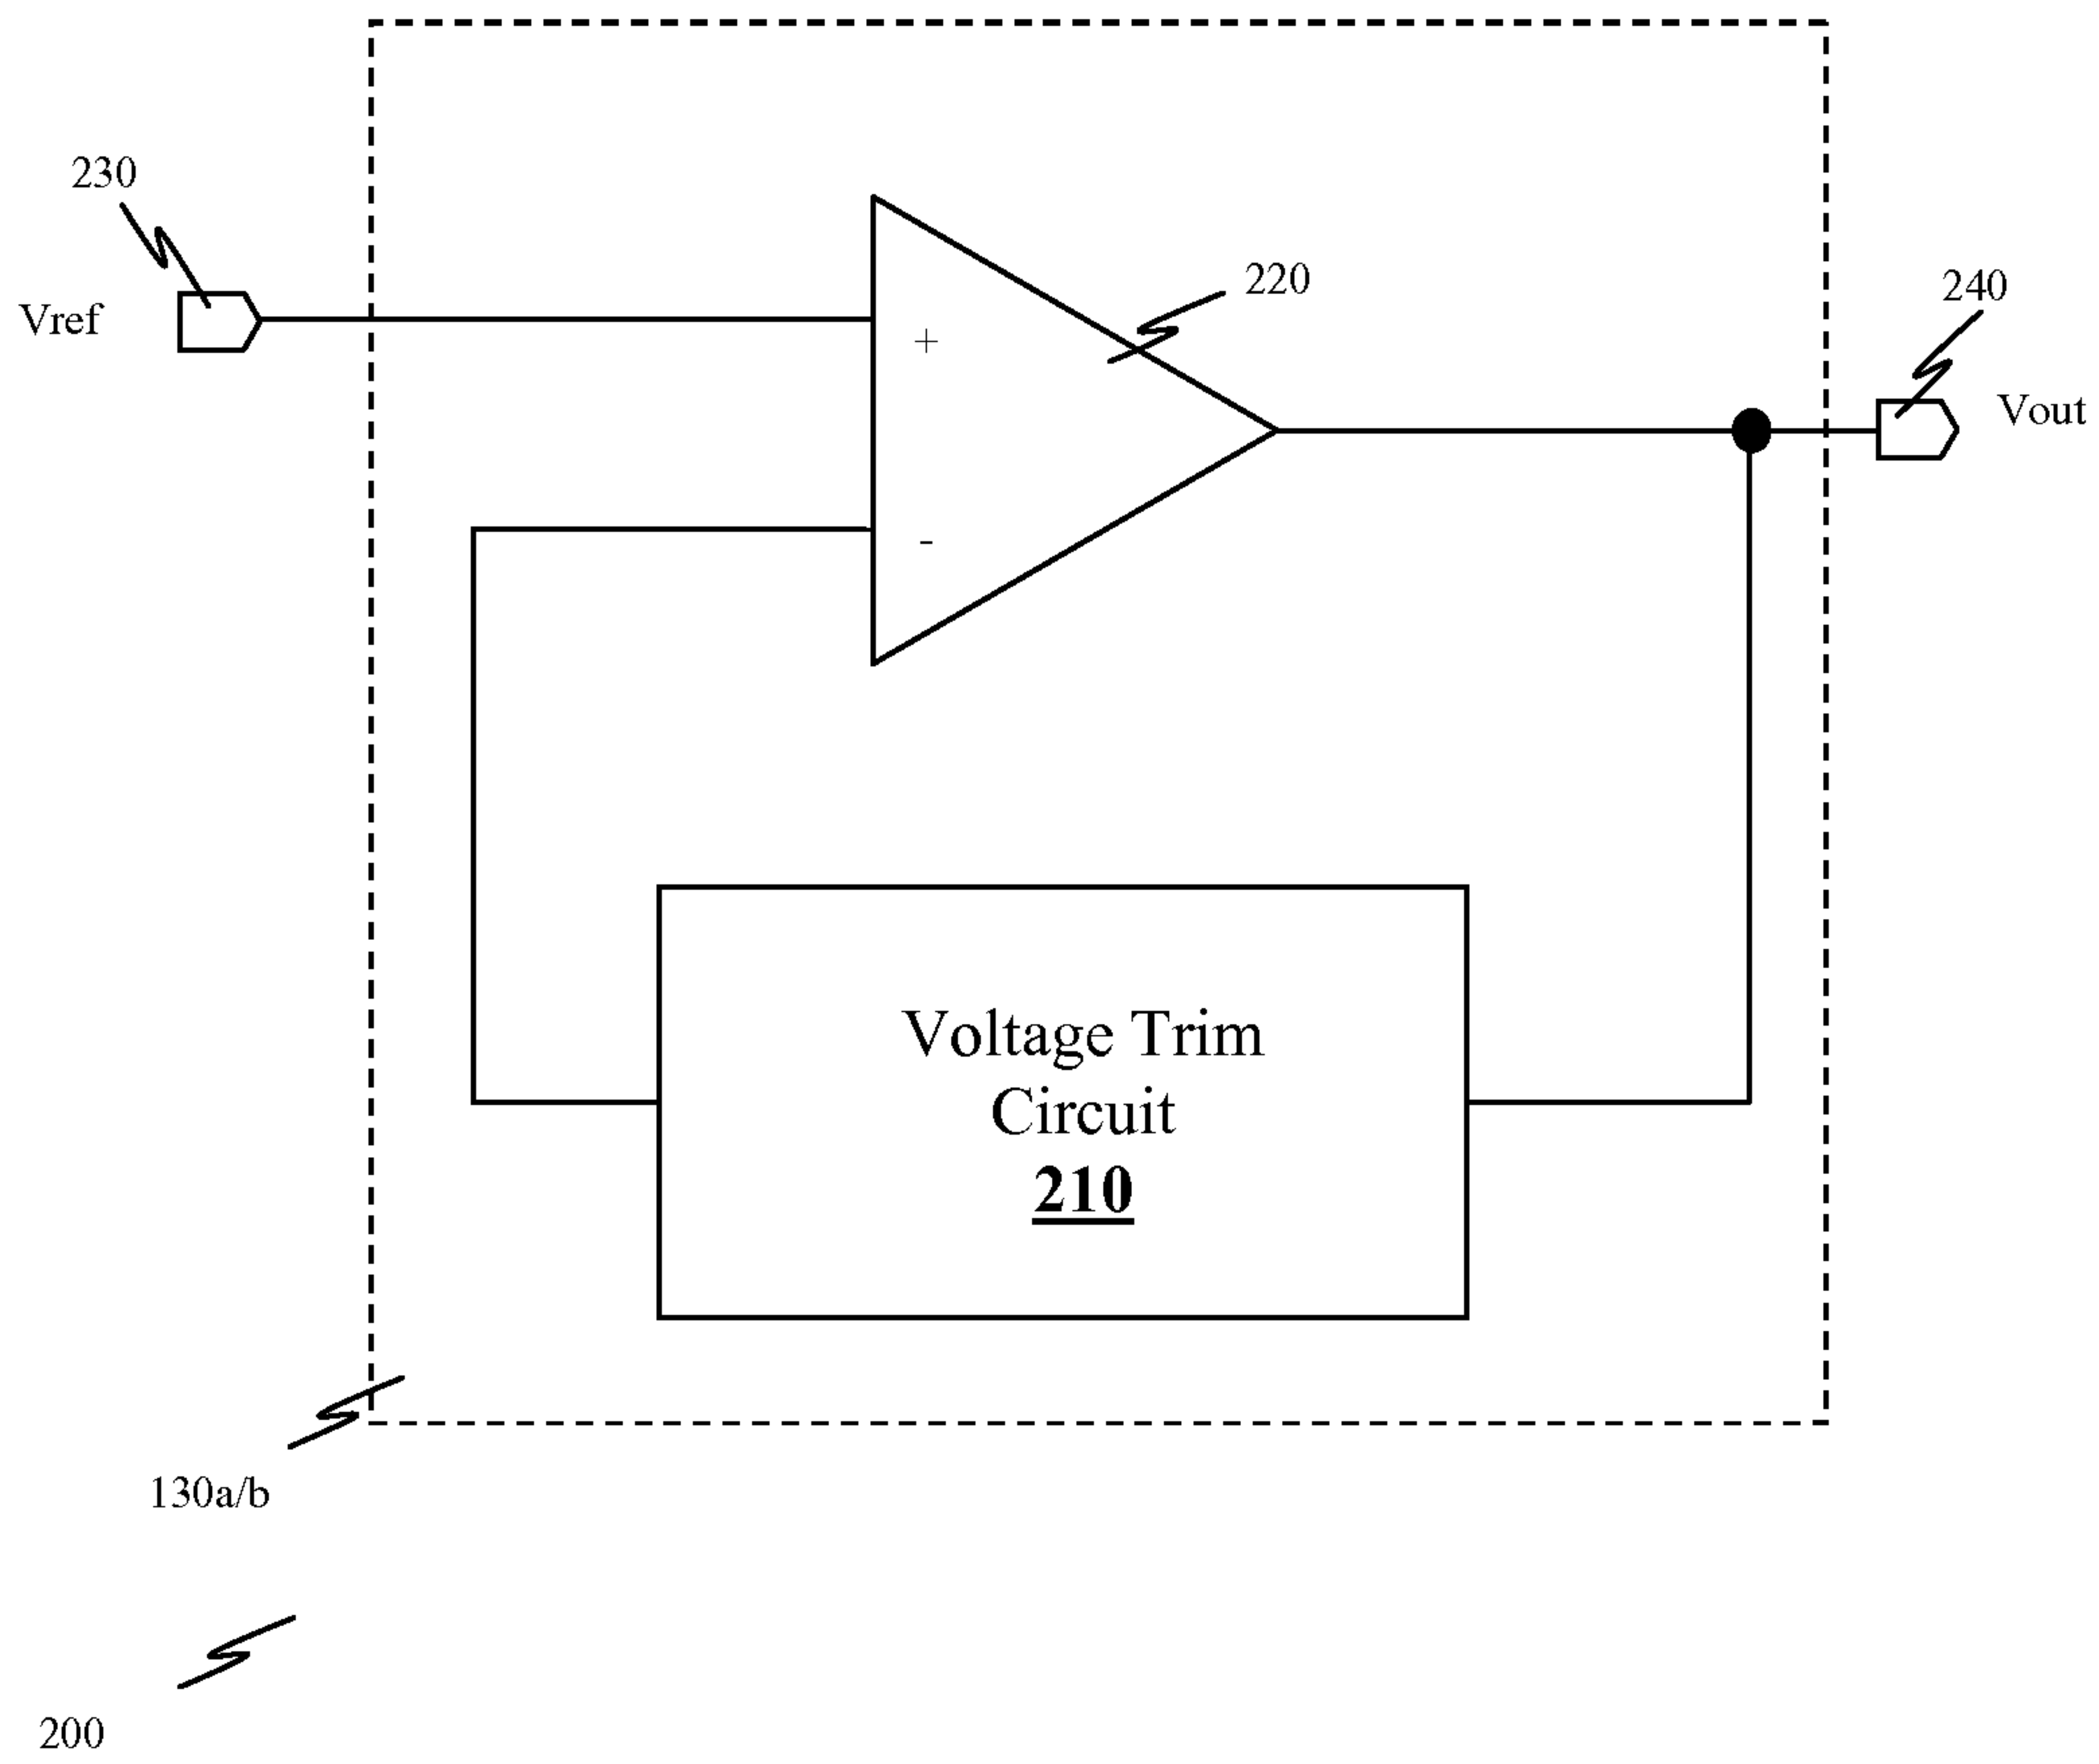 230
Vref
+
220
240
Vout
-
Voltage Trim
Circuit
210
130a/b
200